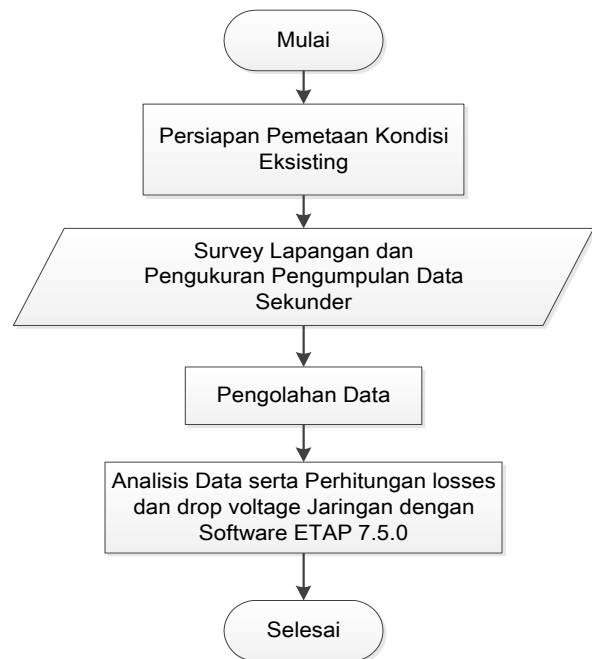 Mulai
Persiapan Pemetaan Kondisi
Eksisting
Survey Lapangan dan
Pengukuran Pengumpulan Data
Sekunder
Pengolahan Data
Analisis Data serta Perhitungan losses
dan drop voltage Jaringan dengan
Software ETAP 7.5.0
Selesai